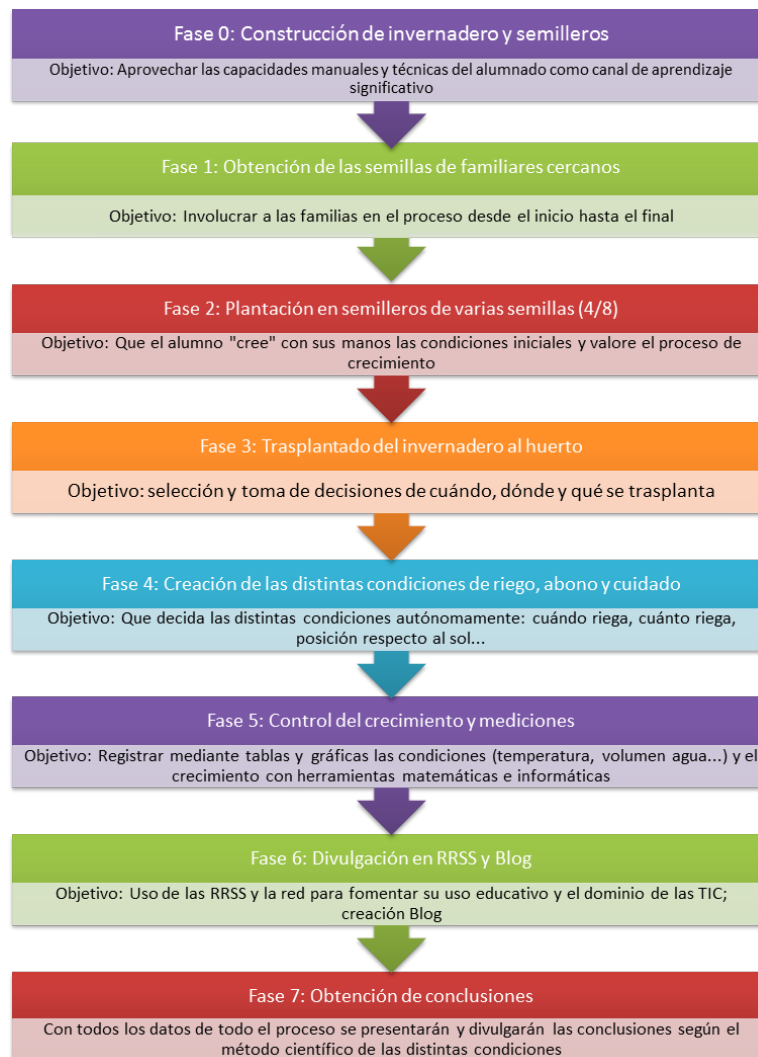 Fase 0: Construcción de invernadero y semilleros
Objetivo: Aprovechar las capacidades manuales y técnicas del alumnado como canal de aprendizaje
significativo
Fase 1: Obtención de las semillas de familiares cercanos
Objetivo: Involucrar a las familias en el proceso desde el inicio hasta el final
Fase 2: Plantación en semilleros de varias semillas (4/8)
Objetivo: Que el alumno "cree" con sus manos las condiciones iniciales y valore el proceso de
crecimiento
Fase 3: Trasplantado del invernadero al huerto
Objetivo: selección y toma de decisiones de cuándo, dónde y qué se trasplanta
Fase 4: Creación de las distintas condiciones de riego, abono y cuidado
Objetivo: Que decida las distintas condiciones autónomamente: cuándo riega, cuánto riega,
posición respecto al sol...
Fase 5: Control del crecimiento y mediciones
Objetivo: Registrar mediante tablas y gráficas las condiciones (temperatura, volumen agua...) y el
crecimiento con herramientas matemáticas e informáticas
Fase 6: Divulgación en RRSS y Blog
Objetivo: Uso de las RRSS y la red para fomentar su uso educativo y el dominio de las TIC;
creación Blog
Fase 7: Obtención de conclusiones
Con todos los datos de todo el proceso se presentarán y divulgarán las conclusiones según el
método científico de las distintas condiciones